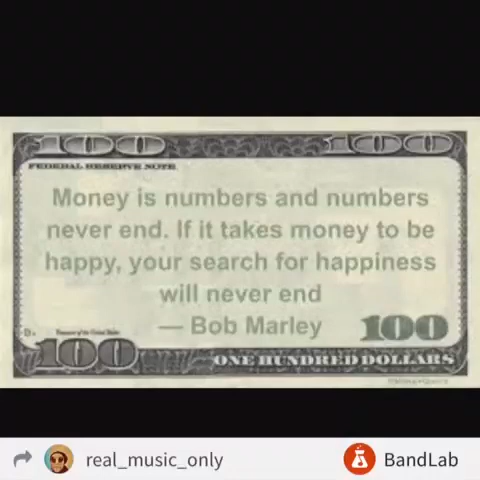 100 100
FEDERAL RESERVE NOTE
Money is numbers and numbers
never end. If it takes money to be
happy, your search for happiness
will never end
— Bob Marley 100
100 ONE HUNDRED DOLLARS
real_music_only BandLab